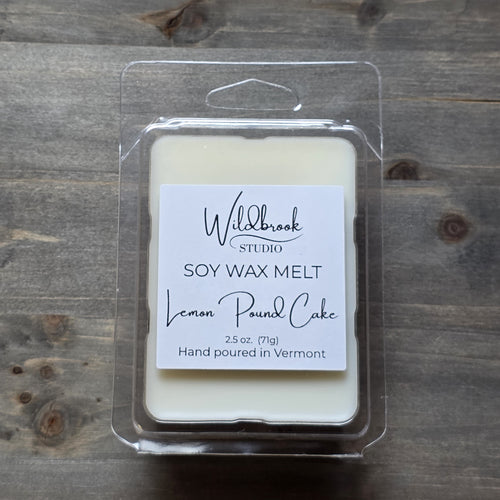 Wildbrook
STUDIO
SOY WAX MELT
Lemon Pound Cake
2.5 oz. (71g)
Hand poured in Vermont